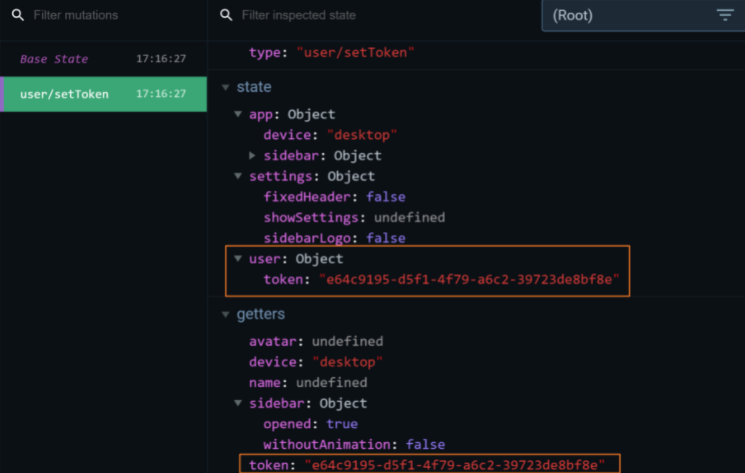 Filter mutations
Filter inspected state
(Root)
Base State 17:16:27
user/setToken 17:16:27
type: "user/setToken"
state
app: Object
device: "desktop"
sidebar: Object
settings: Object
fixedHeader: false
showSettings: undefined
sidebarLogo: false
user: Object
token: "e64c9195-d5f1-4f79-a6c2-39723de8bf8e"
getters
avatar: undefined
device: "desktop"
name: undefined
sidebar: Object
opened: true
withoutAnimation: false
token: "e64c9195-d5f1-4f79-a6c2-39723de8bf8e"